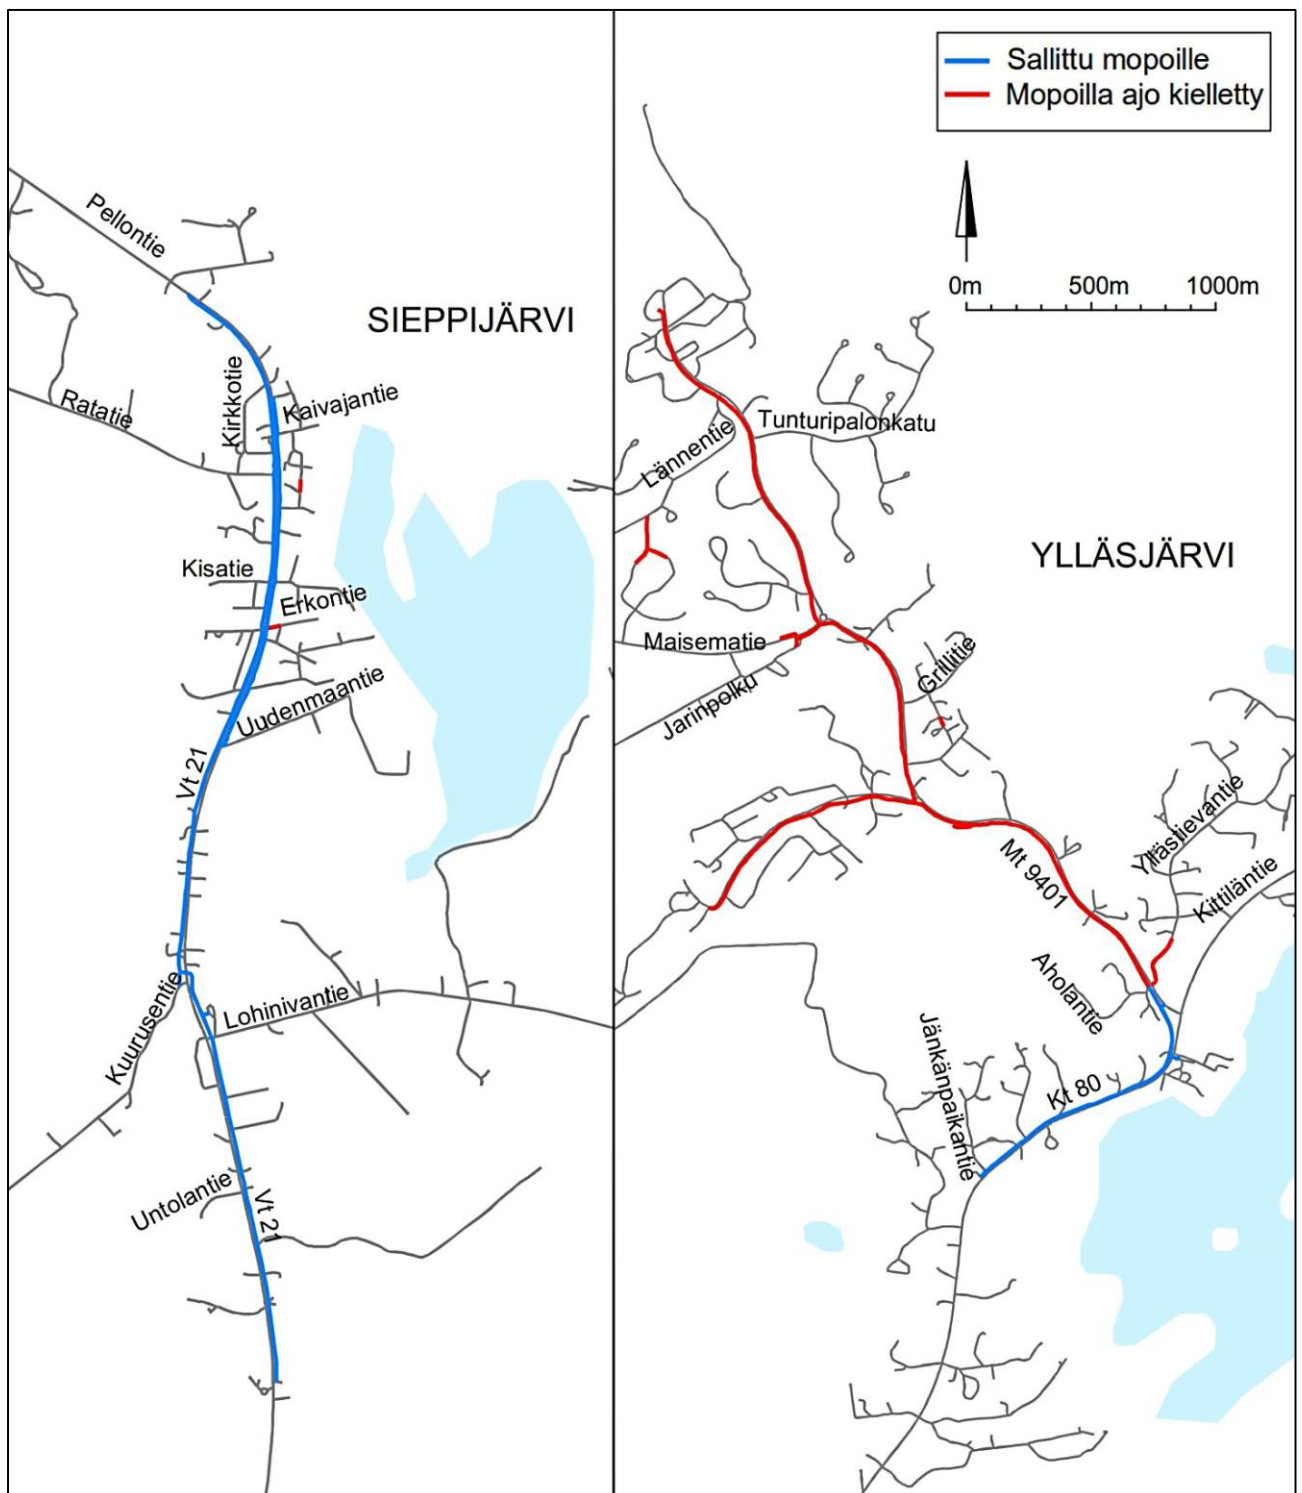 Sallittu mopoille
Mopoilla ajo kielletty
0m 500m 1000m
SIEPPIJÄRVI
Pellontie
Kirkkotie
Kaivajantie
Ratatie
Kisatie
Erkontie
Uudenmaantie
Vt 21
Kuurusentie
Lohinivantie
Untolantie
Vt 21
YLLÄSJÄRVI
Tunturipalonkatu
Lännentie
Maisematie
Jarinpolku
Grillitie
Mt 9401
Yllästievantie
Kittiläntie
Aholantie
Jänkänpaikantie
Kt 80